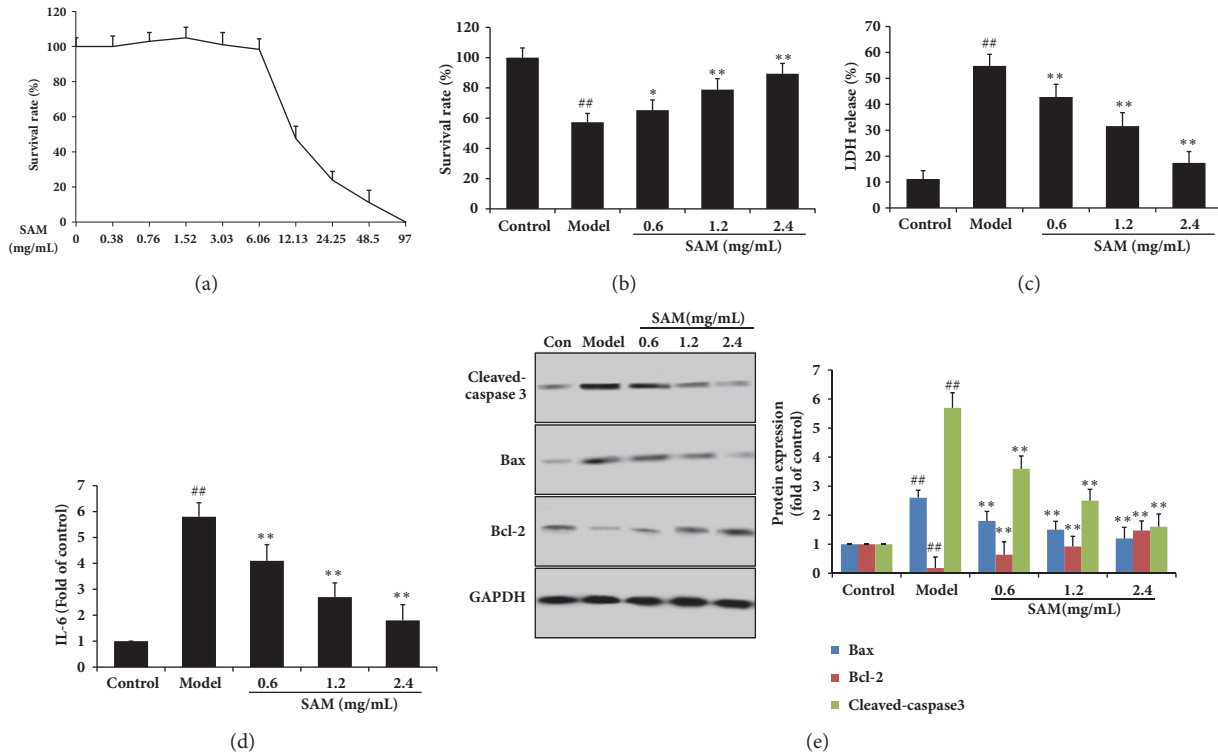 120
100
80
60
40
20
0
Survival rate (%)
SAM
(mg/mL)
0 0.38 0.76 1.52 3.03 6.06 12.13 24.25 48.5 97
(a)
120
100
80
60
40
20
0
Survival rate (%)
##
*
**
**
Control Model 0.6 1.2 2.4
SAM (mg/mL)
(b)
70
60
50
40
30
20
10
0
LDH release (%)
##
**
**
**
Control Model 0.6 1.2 2.4
SAM (mg/mL)
(c)
7
6
5
4
3
2
1
0
IL-6 (Fold of control)
##
**
**
**
Control Model 0.6 1.2 2.4
SAM (mg/mL)
(d)
SAM(mg/mL)
Con Model 0.6 1.2 2.4
Cleaved-
caspase 3
Bax
Bcl-2
GAPDH
7
6
5
4
3
2
1
0
Protein expression
(fold of control)
## ## ##
** ** **
** ** **
** ** **
Control Model 0.6 1.2 2.4
SAM(mg/mL)
Bax
Bcl-2
Cleaved-caspase3
(e)